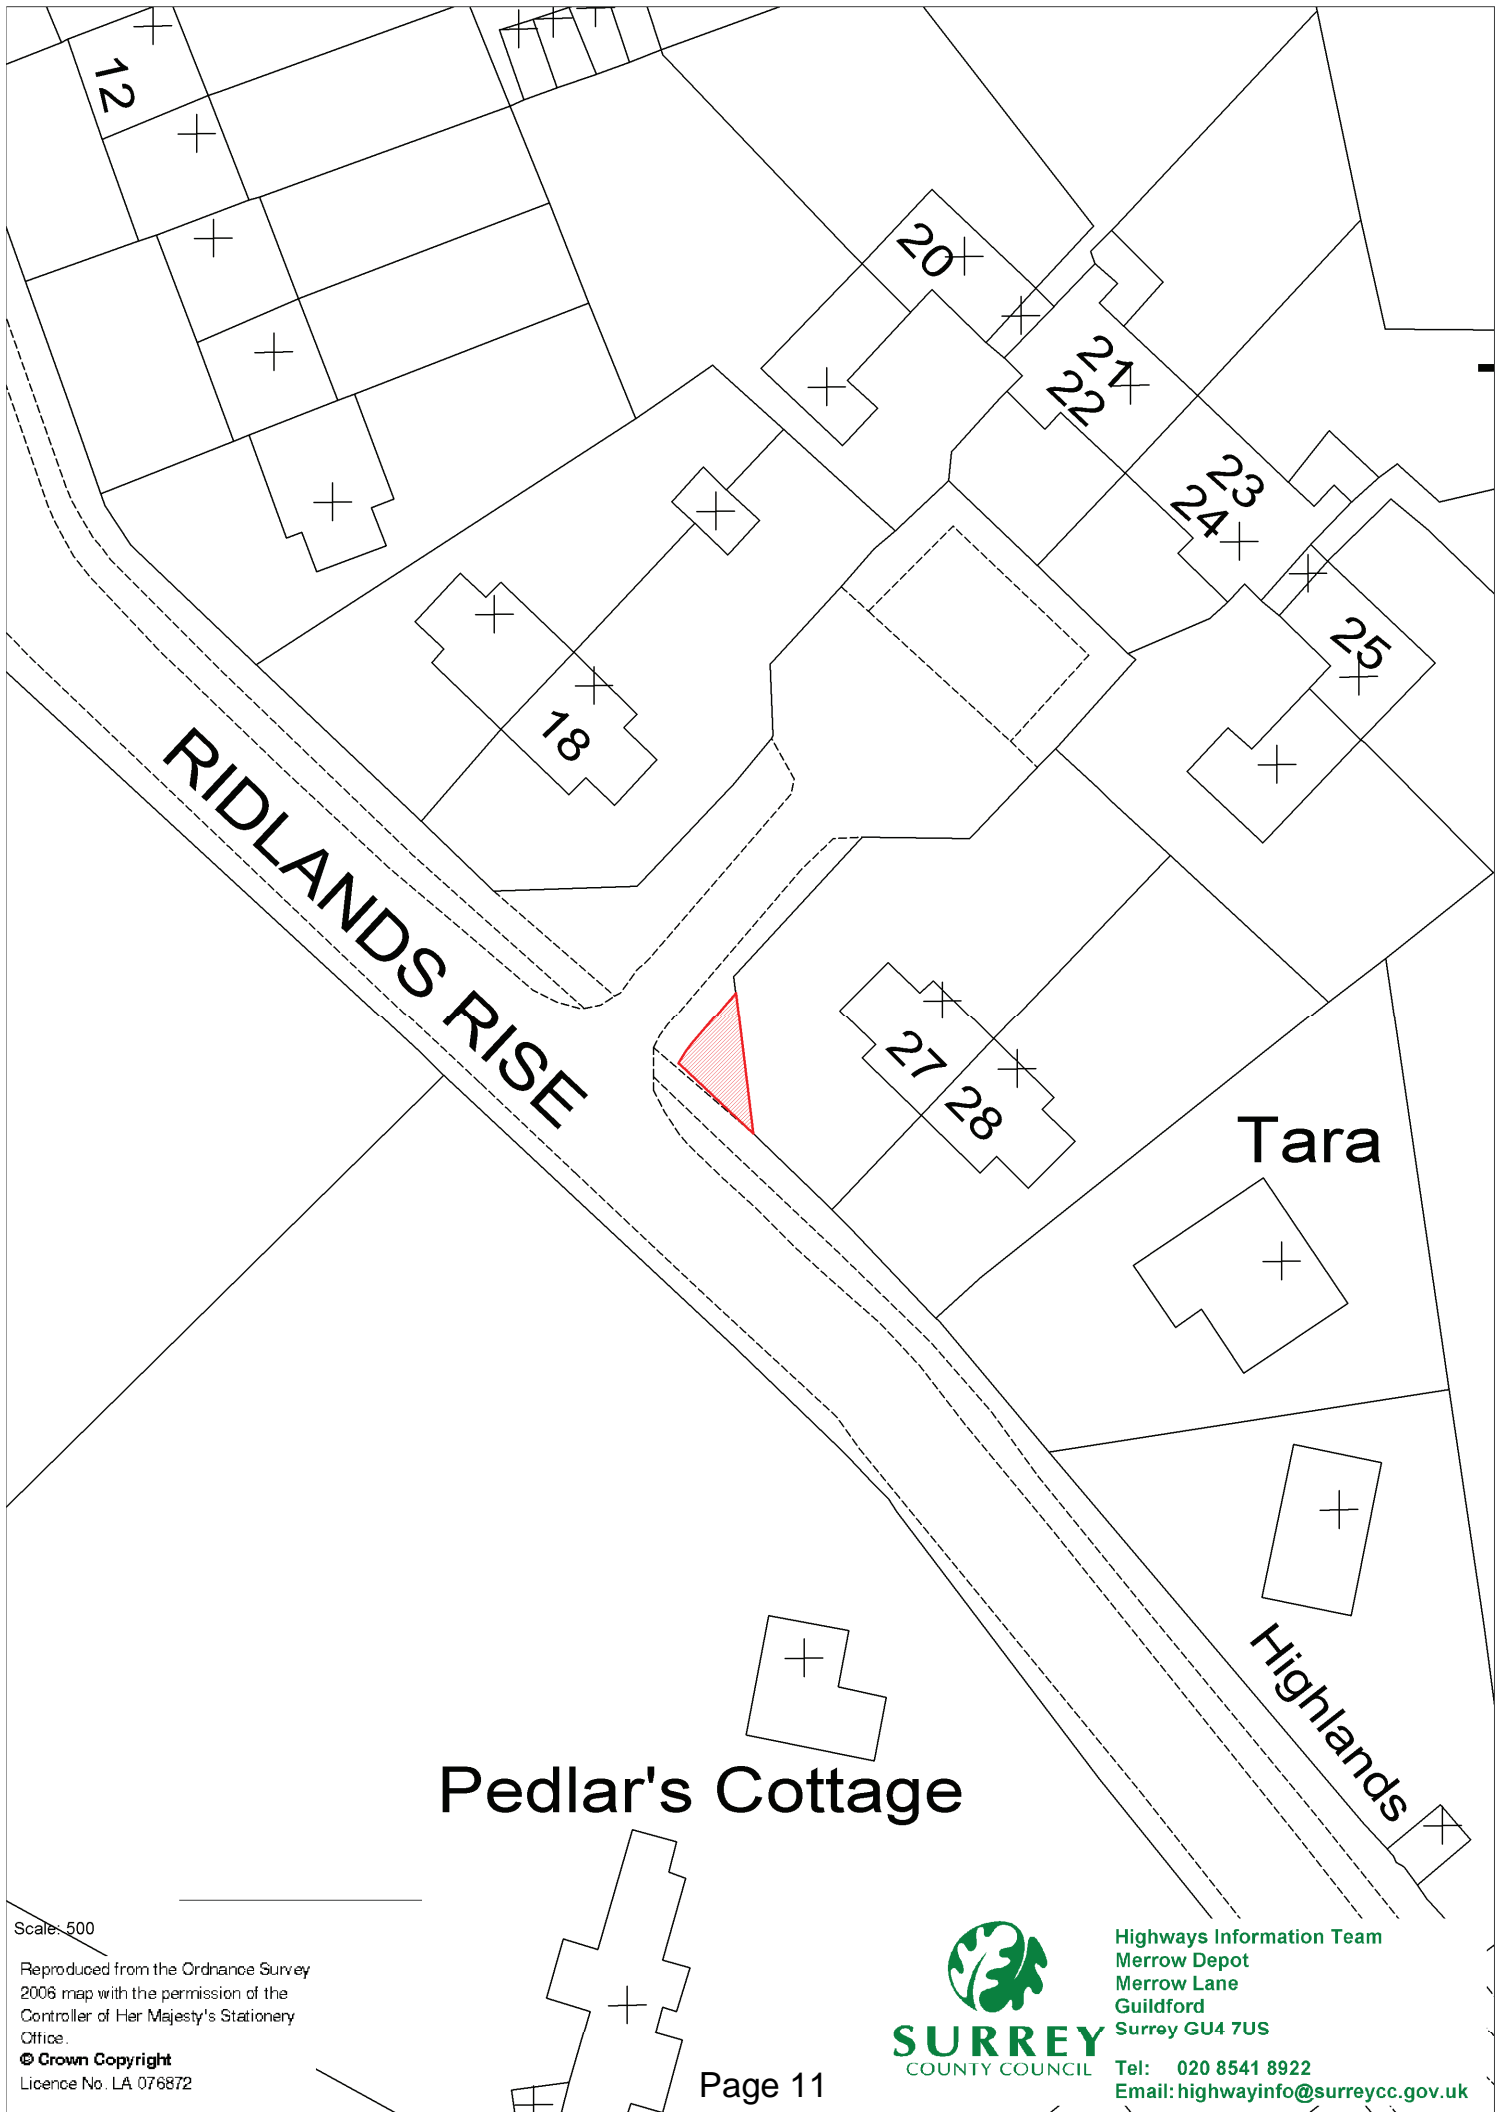 12
20
21
22
23
24
25
18
RIDLANDS RISE
27
28
Tara
Highlands
Pedlar's Cottage
Scale: 500
Reproduced from the Ordnance Survey
2006 map with the permission of the
Controller of Her Majesty's Stationery
Office.
© Crown Copyright
Licence No. LA 076872
Page 11
SURREY
COUNTY COUNCIL
Highways Information Team
Merrow Depot
Merrow Lane
Guildford
Surrey GU4 7US
Tel: 020 8541 8922
Email: highwayinfo@surreycc.gov.uk